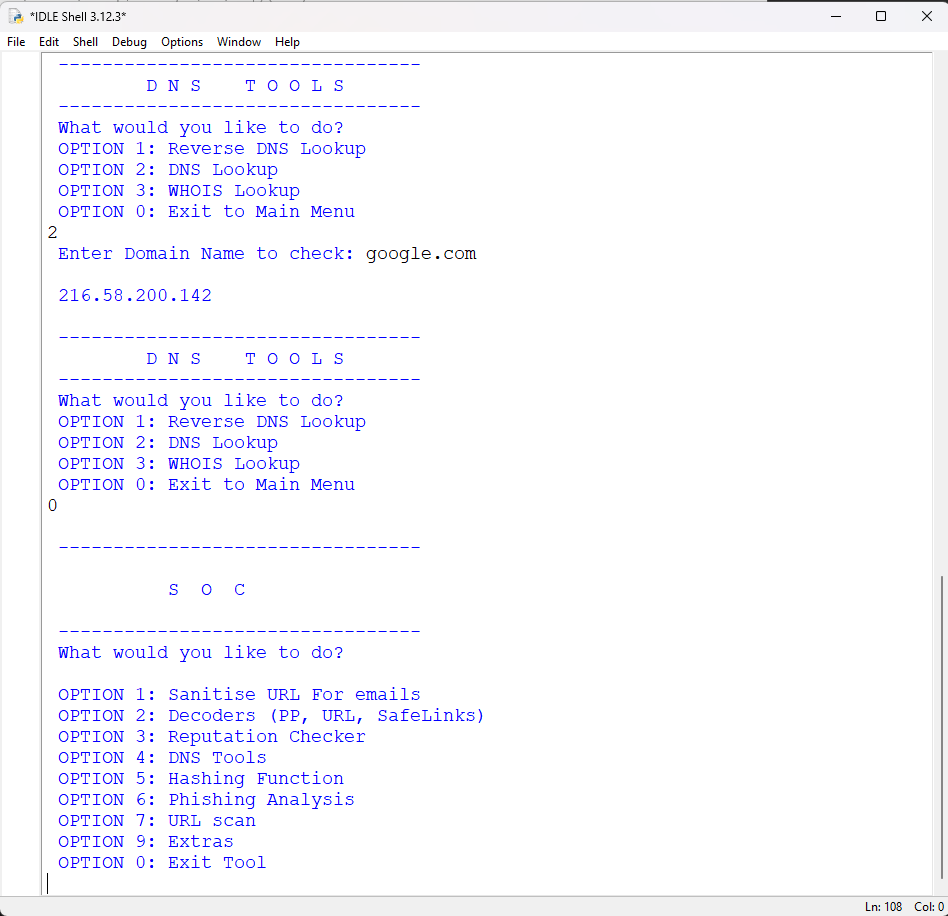 *IDLE Shell 3.12.3*
File Edit Shell Debug Options Window Help
---------------------------------
D N S    T O O L S
---------------------------------
What would you like to do?
OPTION 1: Reverse DNS Lookup
OPTION 2: DNS Lookup
OPTION 3: WHOIS Lookup
OPTION 0: Exit to Main Menu
2
Enter Domain Name to check: google.com
216.58.200.142
---------------------------------
D N S    T O O L S
---------------------------------
What would you like to do?
OPTION 1: Reverse DNS Lookup
OPTION 2: DNS Lookup
OPTION 3: WHOIS Lookup
OPTION 0: Exit to Main Menu
0
---------------------------------
S  O  C
---------------------------------
What would you like to do?
OPTION 1: Sanitise URL For emails
OPTION 2: Decoders (PP, URL, SafeLinks)
OPTION 3: Reputation Checker
OPTION 4: DNS Tools
OPTION 5: Hashing Function
OPTION 6: Phishing Analysis
OPTION 7: URL scan
OPTION 9: Extras
OPTION 0: Exit Tool
Ln: 108 Col: 0